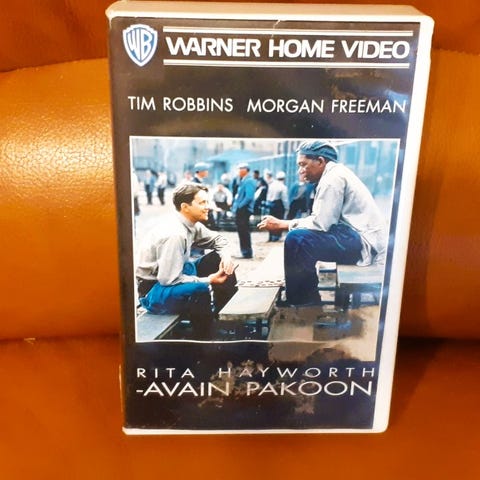 WB
WARNER HOME VIDEO
TIM ROBBINS MORGAN FREEMAN
RITA HAYWORTH
-AVAIN PAKOON